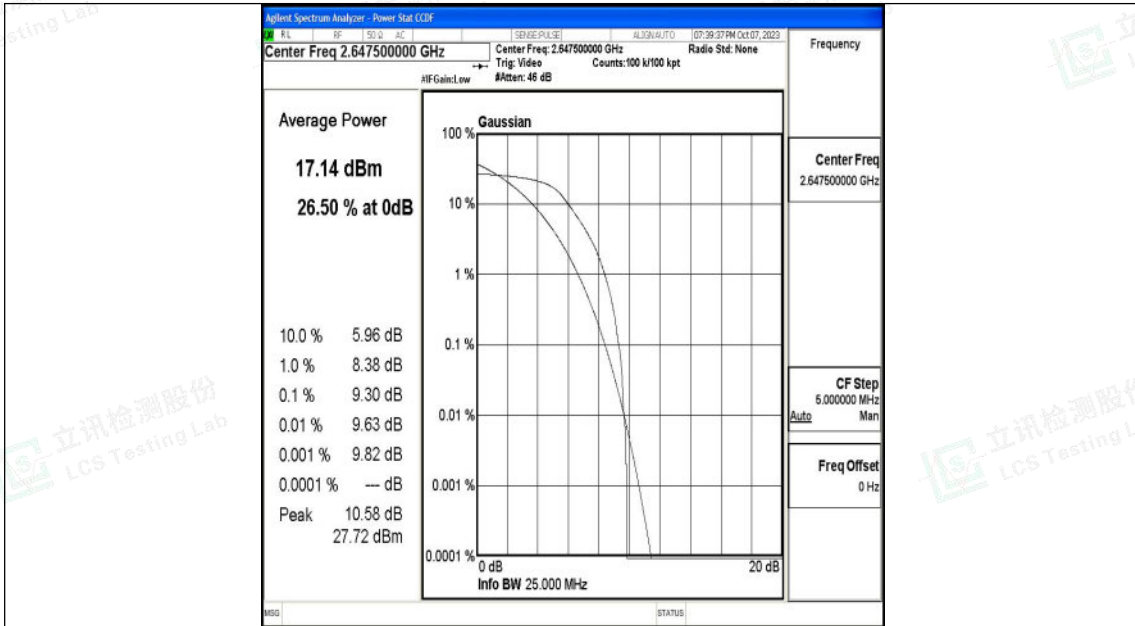 Agilent Spectrum Analyzer - Power Stat CCDF
RL RF 50 Ω AC SENSE:PULSE ALIGNAUTO 07:39:37 PM Oct 07, 2023
Center Freq 2.647500000 GHz
Center Freq: 2.647500000 GHz Radio Std: None
Trig: Video Counts:100 k/100 kpt
#IFGain:Low #Atten: 46 dB
Frequency
Average Power
17.14 dBm
26.50 % at 0dB
10.0 % 5.96 dB
1.0 % 8.38 dB
0.1 % 9.30 dB
0.01 % 9.63 dB
0.001 % 9.82 dB
0.0001 % --- dB
Peak 10.58 dB
27.72 dBm
Gaussian
100 %
10 %
1 %
0.1 %
0.01 %
0.001 %
0.0001 %
0 dB 20 dB
Info BW 25.000 MHz
Center Freq
2.647500000 GHz
CF Step
5.000000 MHz
Auto Man
Freq Offset
0 Hz
MSG STATUS
立讯检测股份
LCS Testing Lab
立讯检测股份
LCS Testing L
sting Lab